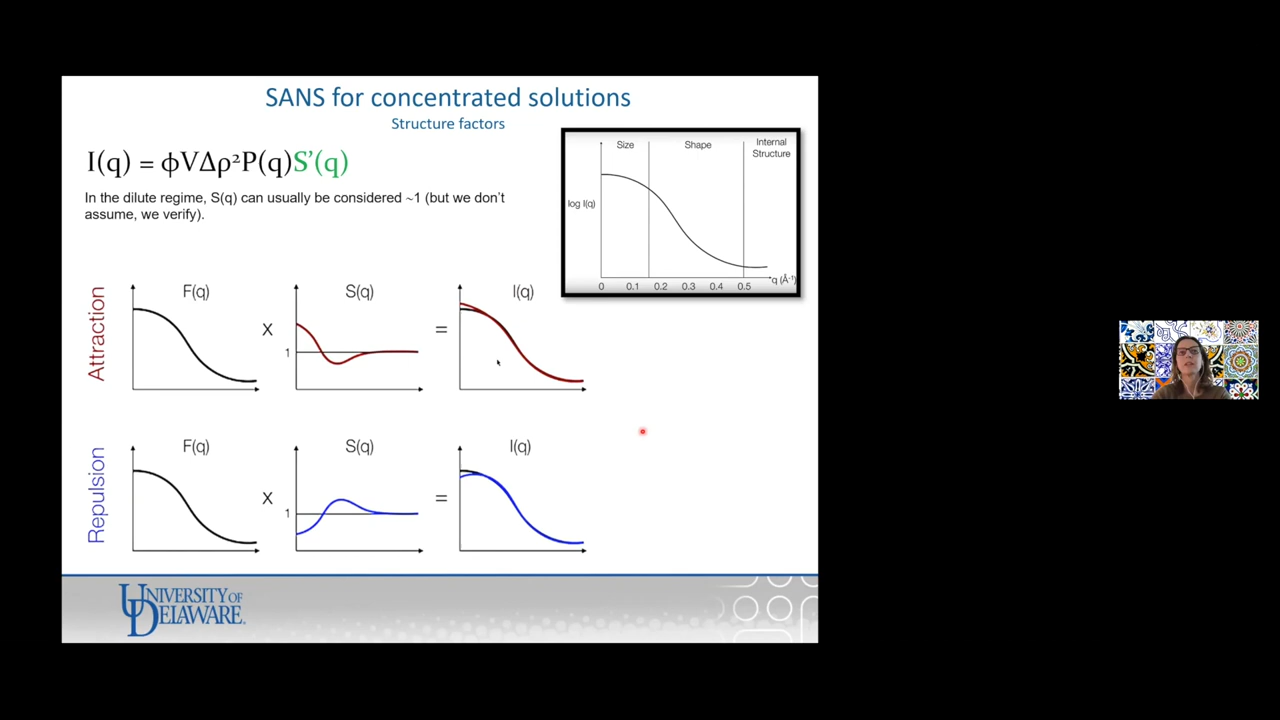 SANS for concentrated solutions
Structure factors
I(q) = ϕVΔρ²P(q)S’(q)
In the dilute regime, S(q) can usually be considered ~1 (but we don’t
assume, we verify).
Size
Shape
Internal
Structure
log I(q)
0 0.1 0.2 0.3 0.4 0.5
q (Å⁻¹)
Attraction
F(q)
X
S(q)
1
=
I(q)
Repulsion
F(q)
X
S(q)
1
=
I(q)
UNIVERSITY OF
DELAWARE.